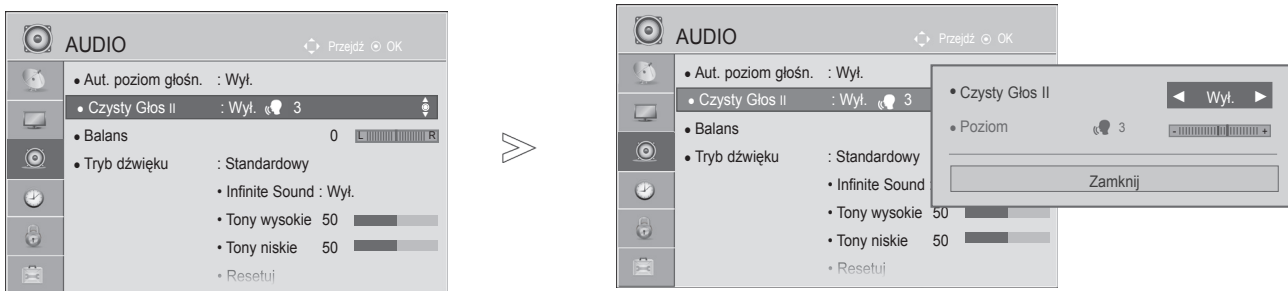 AUDIO
Przejdź OK
• Aut. poziom głośn. : Wył.
• Czysty Głos II : Wył. 3
• Balans 0 L R
• Tryb dźwięku : Standardowy
• Infinite Sound : Wył.
• Tony wysokie 50
• Tony niskie 50
• Resetuj
AUDIO
Przejdź OK
• Aut. poziom głośn. : Wył.
• Czysty Głos II : Wył. 3
• Balans
• Tryb dźwięku : Standardowy
• Infinite Sound :
• Tony wysokie 50
• Tony niskie 50
• Resetuj
• Czysty Głos II ◄ Wył. ►
• Poziom 3 - +
Zamknij